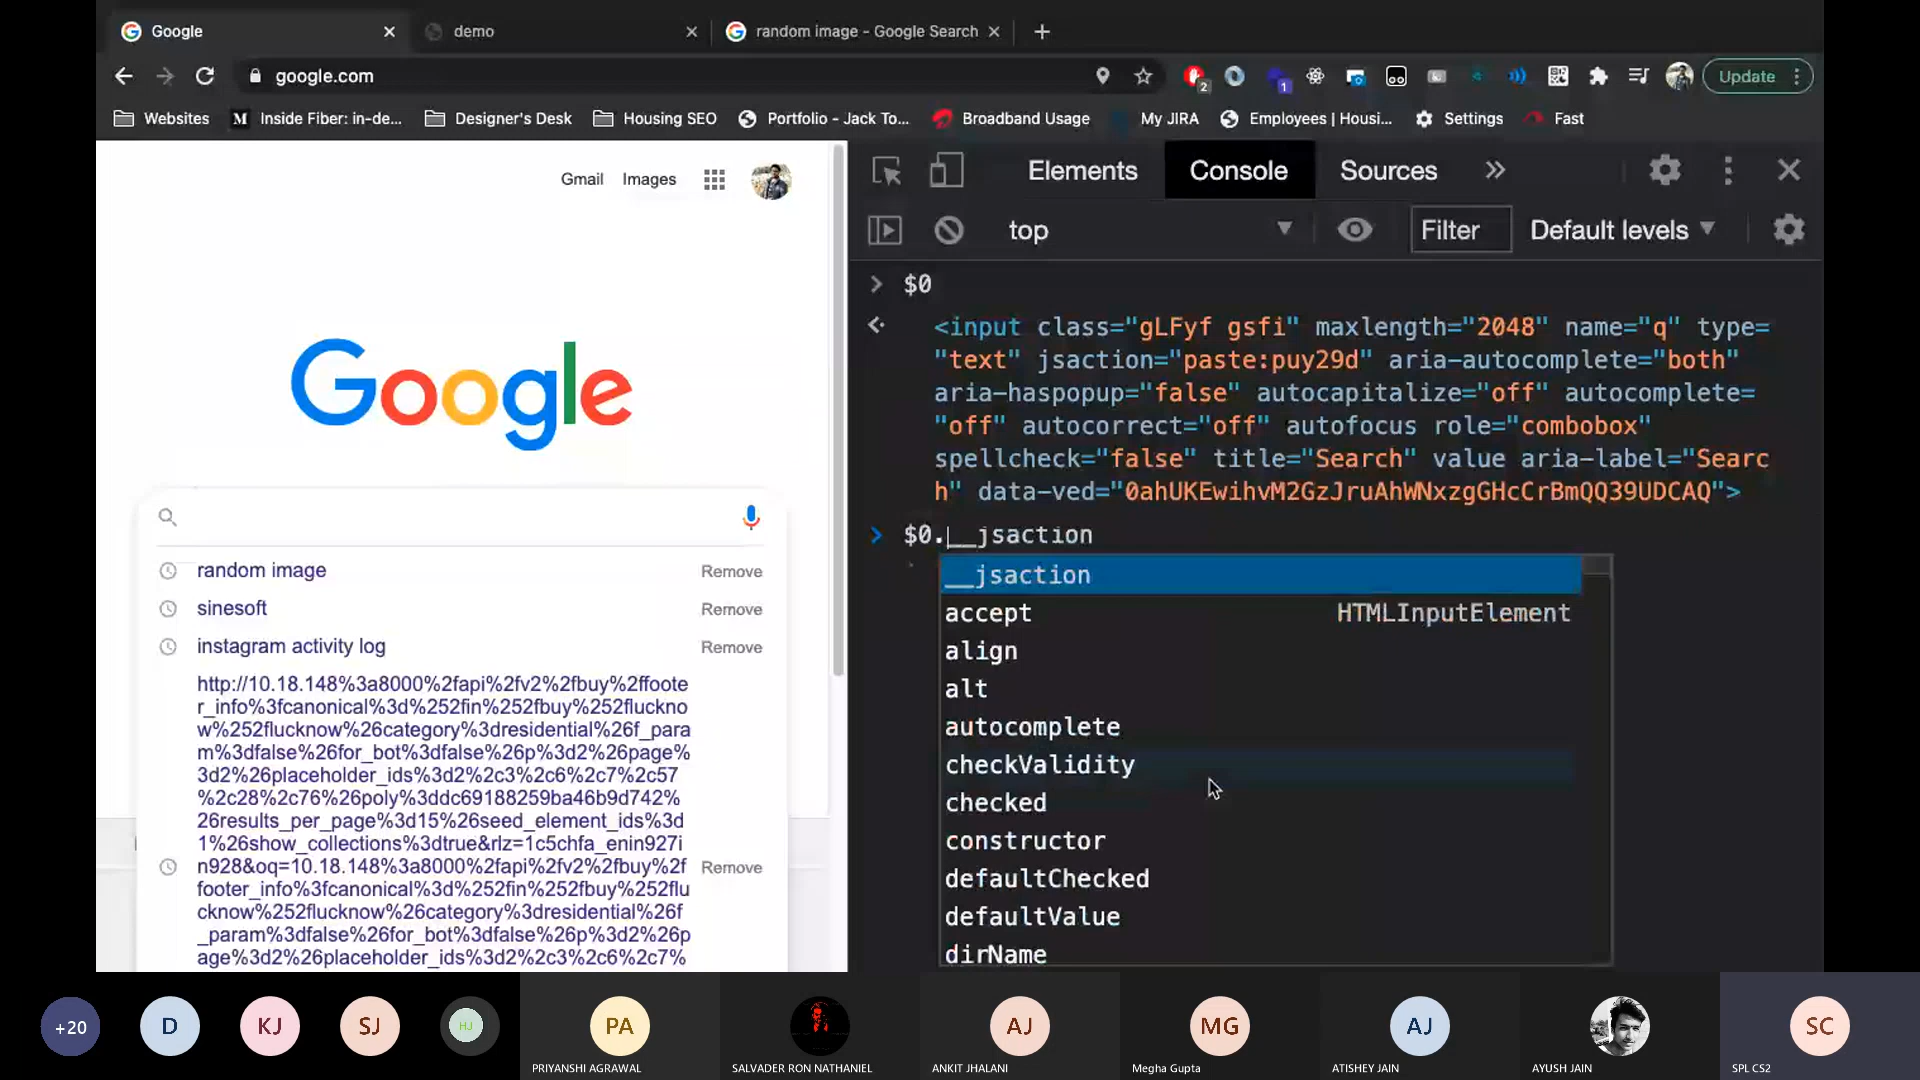 Google
demo
random image - Google Search
google.com
2
1
Update
Websites
Inside Fiber: in-de...
Designer's Desk
Housing SEO
Portfolio - Jack To...
Broadband Usage
My JIRA
Employees | Housi...
Settings
Fast
Gmail
Images
Google
random image
Remove
sinesoft
Remove
instagram activity log
Remove
http://10.18.148%3a8000%2fapi%2fv2%2fbuy%2ffoote
r_info%3fcanonical%3d%252fin%252fbuy%252flucknow
w%252flucknow%26category%3dresidential%26f_para
m%3dfalse%26for_bot%3dfalse%26p%3d2%26page%
3d2%26placeholder_ids%3d2%2c3%2c6%2c7%2c57
%2c28%2c76%26poly%3ddc69188259ba46b9d742%
26results_per_page%3d15%26seed_element_ids%3d
1%26show_collections%3dtrue&rlz=1c5chfa_enin927i
n928&oq=10.18.148%3a8000%2fapi%2fv2%2fbuy%2f
Remove
footer_info%3fcanonical%3d%252fin%252fbuy%252flu
cknow%252flucknow%26category%3dresidential%26f
_param%3dfalse%26for_bot%3dfalse%26p%3d2%26p
age%3d2%26placeholder_ids%3d2%2c3%2c6%2c7%
Elements
Console
Sources
top
Filter
Default levels
$0
<input class="gLFyf gsfi" maxlength="2048" name="q" type=
"text" jsaction="paste:puy29d" aria-autocomplete="both"
aria-haspopup="false" autocapitalize="off" autocomplete=
"off" autocorrect="off" autofocus role="combobox"
spellcheck="false" title="Search" value aria-label="Searc
h" data-ved="0ahUKEwihvM2GzJruAhWNxzgGHcCrBmQQ39UDCAQ">
$0.__jsaction
__jsaction
accept
HTMLInputElement
align
alt
autocomplete
checkValidity
checked
constructor
defaultChecked
defaultValue
dirName
+20
D
KJ
SJ
HJ
PA
PRIYANSHI AGRAWAL
SALVADER RON NATHANIEL
AJ
ANKIT JHALANI
MG
Megha Gupta
AJ
ATISHEY JAIN
AYUSH JAIN
SC
SPL CS2